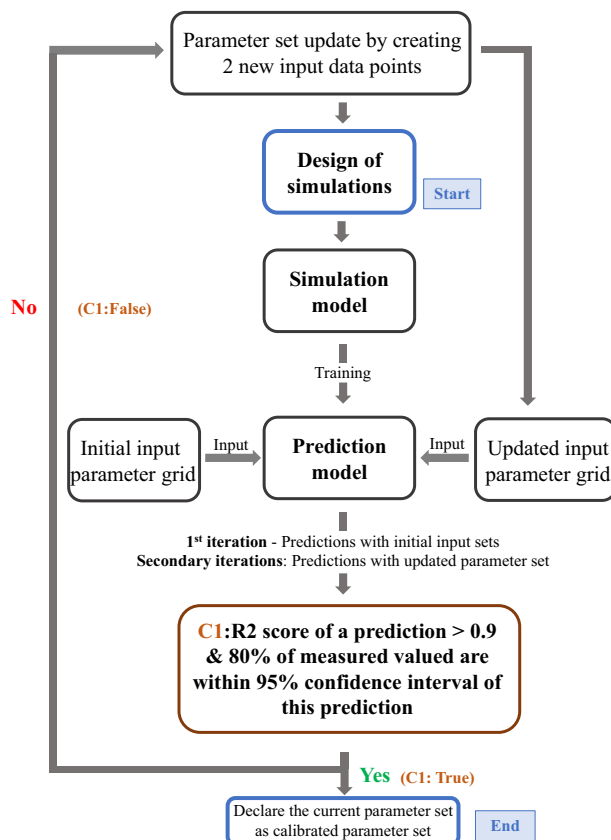 Parameter set update by creating
2 new input data points
Design of
simulations
Start
Simulation
model
No
(C1:False)
Training
Initial input
parameter grid
Input
Prediction
model
Input
Updated input
parameter grid
1st iteration - Predictions with initial input sets
Secondary iterations: Predictions with updated parameter set
C1:R2 score of a prediction > 0.9
& 80% of measured valued are
within 95% confidence interval of
this prediction
Yes (C1: True)
Declare the current parameter set
as calibrated parameter set
End